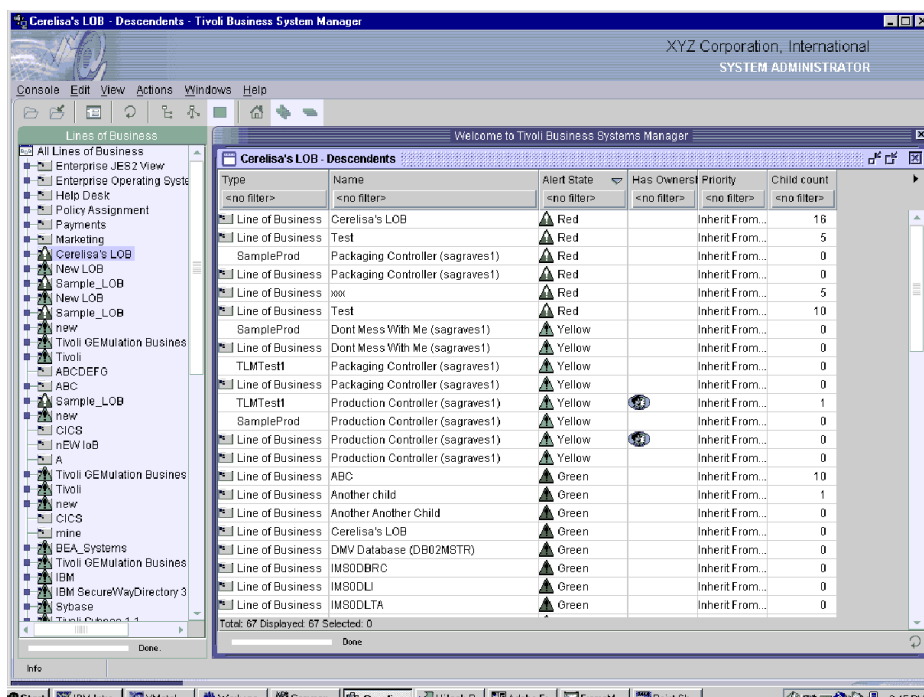 Cerelisa's LOB - Descendents - Tivoli Business System Manager
XYZ Corporation, International
SYSTEM ADMINISTRATOR
Console Edit View Actions Windows Help
Lines of Business
All Lines of Business
Enterprise JES2 View
Enterprise Operating Syste
Help Desk
Policy Assignment
Payments
Marketing
Cerelisa's LOB
New LOB
Sample_LOB
New LOB
Sample_LOB
new
Tivoli GEMulation Busines
Tivoli
ABCDEFG
ABC
Sample_LOB
new
CICS
nEW loB
A
Tivoli GEMulation Busines
Tivoli
new
CICS
mine
BEA_Systems
Tivoli GEMulation Busines
IBM
IBM SecureWayDirectory 3
Sybase
Done.
Welcome to Tivoli Business Systems Manager
Cerelisa's LOB - Descendents
Type Name Alert State Has Ownersl Priority Child count
<no filter> <no filter> <no filter> <no filter> <no filter> <no filter>
Line of Business Cerelisa's LOB Red Inherit From... 16
Line of Business Test Red Inherit From... 5
SampleProd Packaging Controller (sagraves1) Red Inherit From... 0
Line of Business Packaging Controller (sagraves1) Red Inherit From... 0
Line of Business xxx Red Inherit From... 5
Line of Business Test Red Inherit From... 10
SampleProd Dont Mess With Me (sagraves1) Yellow Inherit From... 0
Line of Business Dont Mess With Me (sagraves1) Yellow Inherit From... 0
TLMTest1 Packaging Controller (sagraves1) Yellow Inherit From... 0
Line of Business Packaging Controller (sagraves1) Yellow Inherit From... 0
TLMTest1 Production Controller (sagraves1) Yellow Inherit From... 1
SampleProd Production Controller (sagraves1) Yellow Inherit From... 0
Line of Business Production Controller (sagraves1) Yellow Inherit From... 0
Line of Business Production Controller (sagraves1) Yellow Inherit From... 0
Line of Business ABC Green Inherit From... 10
Line of Business Another child Green Inherit From... 1
Line of Business Another Another Child Green Inherit From... 0
Line of Business Cerelisa's LOB Green Inherit From... 0
Line of Business DMV Database (DB02MSTR) Green Inherit From... 0
Line of Business IMS0DBRC Green Inherit From... 0
Line of Business IMS0DLI Green Inherit From... 0
Line of Business IMS0DLTA Green Inherit From... 0
Total: 67 Displayed: 67 Selected: 0
Done
Info